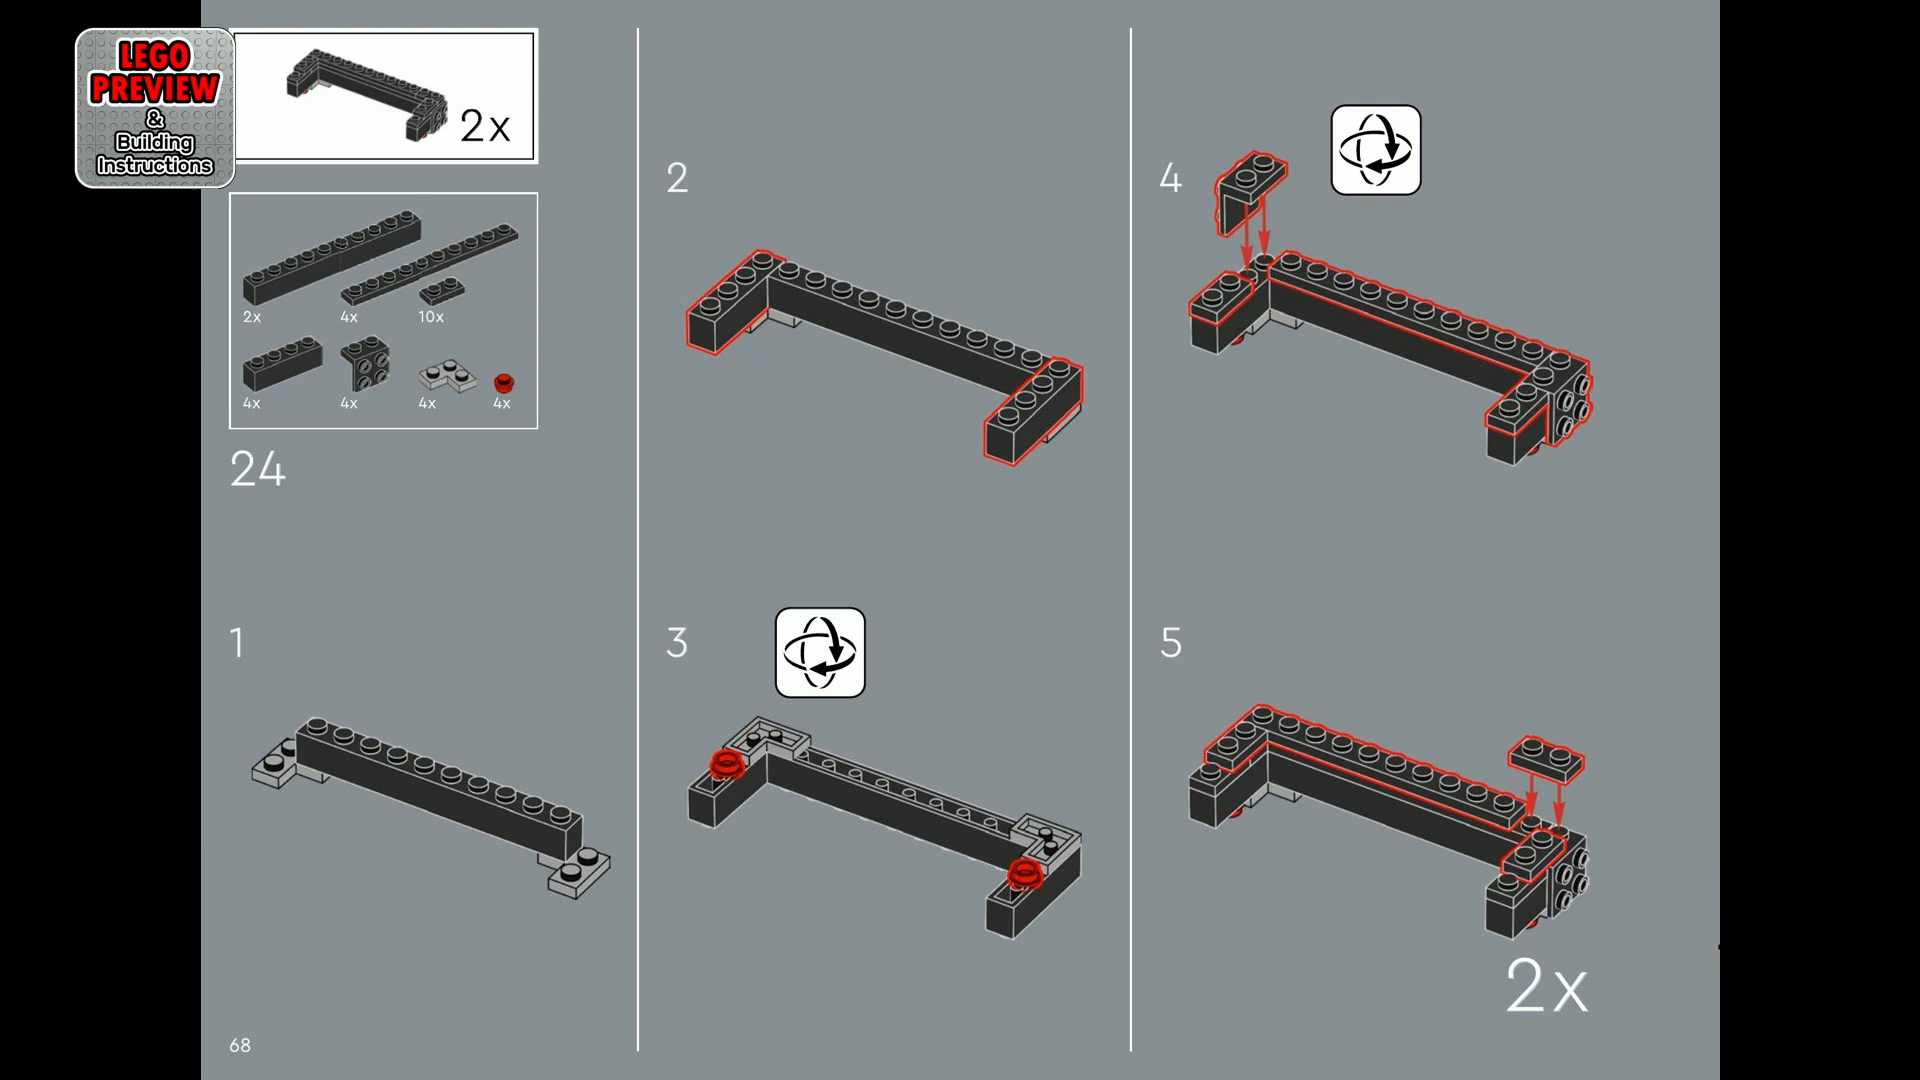 LEGO
PREVIEW
&
Building
Instructions
2x
2x
4x
10x
4x
4x
4x
4x
24
1
2
3
4
5
2x
68